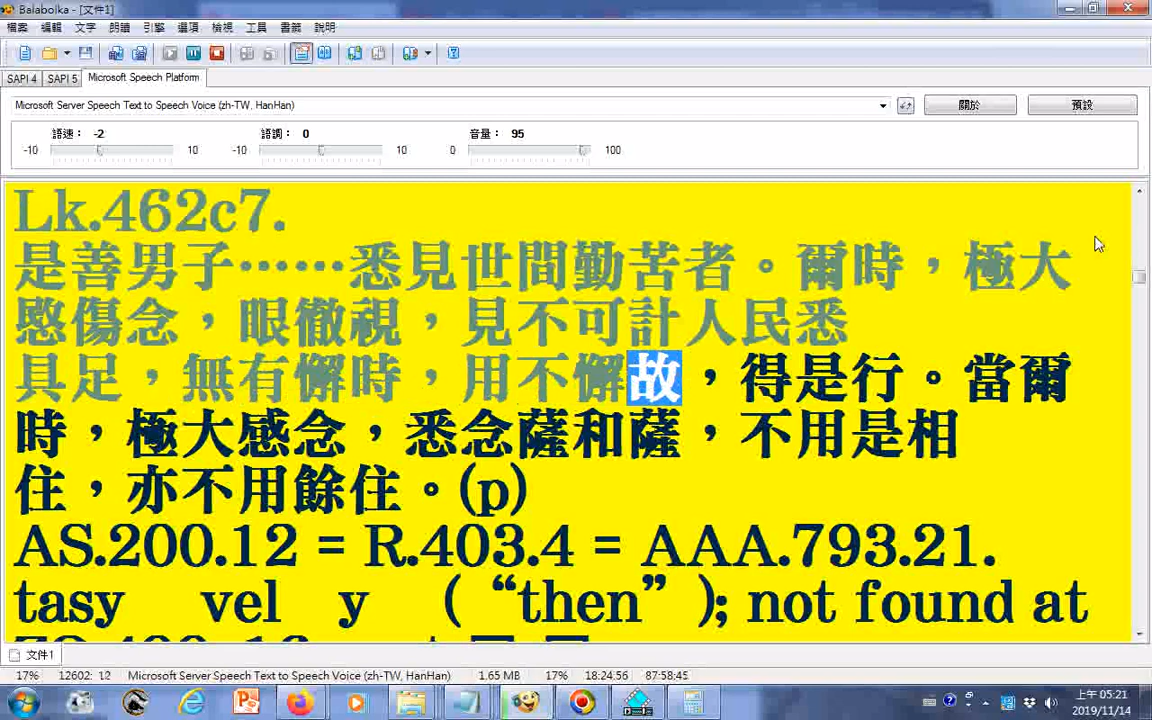 Balabolka - [文件1]
檔案 編輯 文字 朗讀 引擎 選項 檢視 工具 書籤 說明
SAPI 4 SAPI 5 Microsoft Speech Platform
Microsoft Server Speech Text to Speech Voice (zh-TW, HanHan) 關於 預設
語速： -2 語調： 0 音量： 95
-10 10 -10 10 0 100
Lk.462c7.
是善男子……悉見世間勤苦者。爾時，極大
愍傷念，眼徹視，見不可計人民悉
具足，無有懈時，用不懈故，得是行。當爾
時，極大感念，悉念薩和薩，不用是相
住，亦不用餘住。(p)
AS.200.12 = R.403.4 = AAA.793.21.
tasy vel y (“then”); not found at
文件1
17% 12602: 12 Microsoft Server Speech Text to Speech Voice (zh-TW, HanHan) 1.65 MB 17% 18:24:56 87:58:45
上午 05:21
2019/11/14